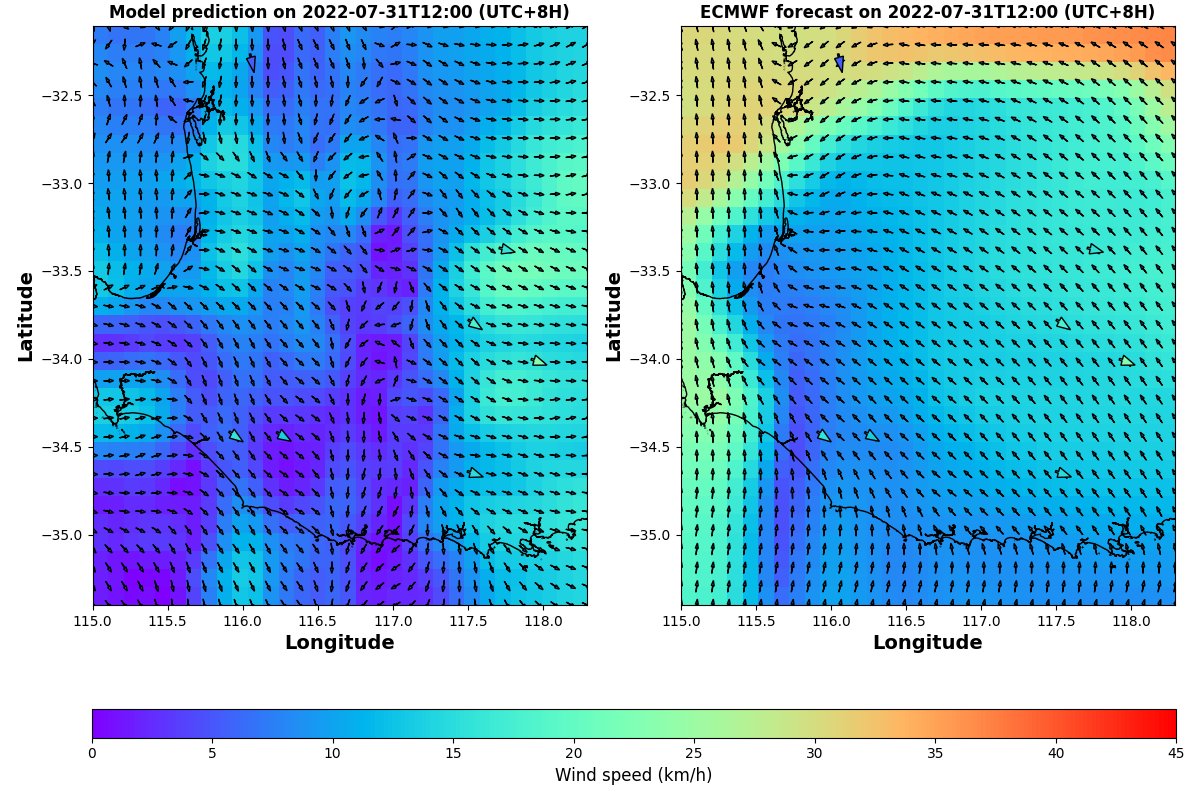 Model prediction on 2022-07-31T12:00 (UTC+8H)
ECMWF forecast on 2022-07-31T12:00 (UTC+8H)
−32.5
−33.0
−33.5
−34.0
−34.5
−35.0
Latitude
115.0 115.5 116.0 116.5 117.0 117.5 118.0
Longitude
−32.5
−33.0
−33.5
−34.0
−34.5
−35.0
Latitude
115.0 115.5 116.0 116.5 117.0 117.5 118.0
Longitude
0 5 10 15 20 25 30 35 40 45
Wind speed (km/h)